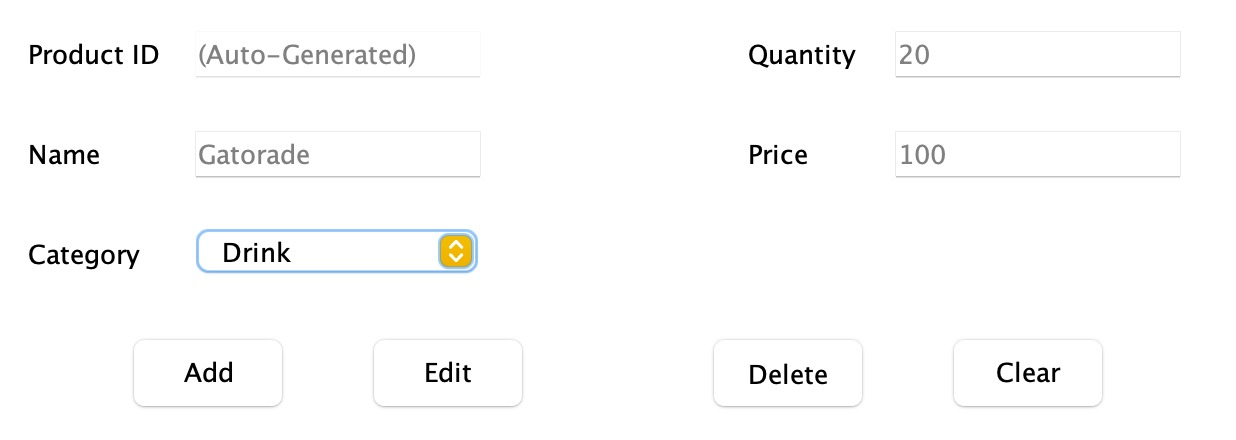 Product ID (Auto-Generated) Quantity 20
Name Gatorade Price 100
Category Drink
Add Edit Delete Clear